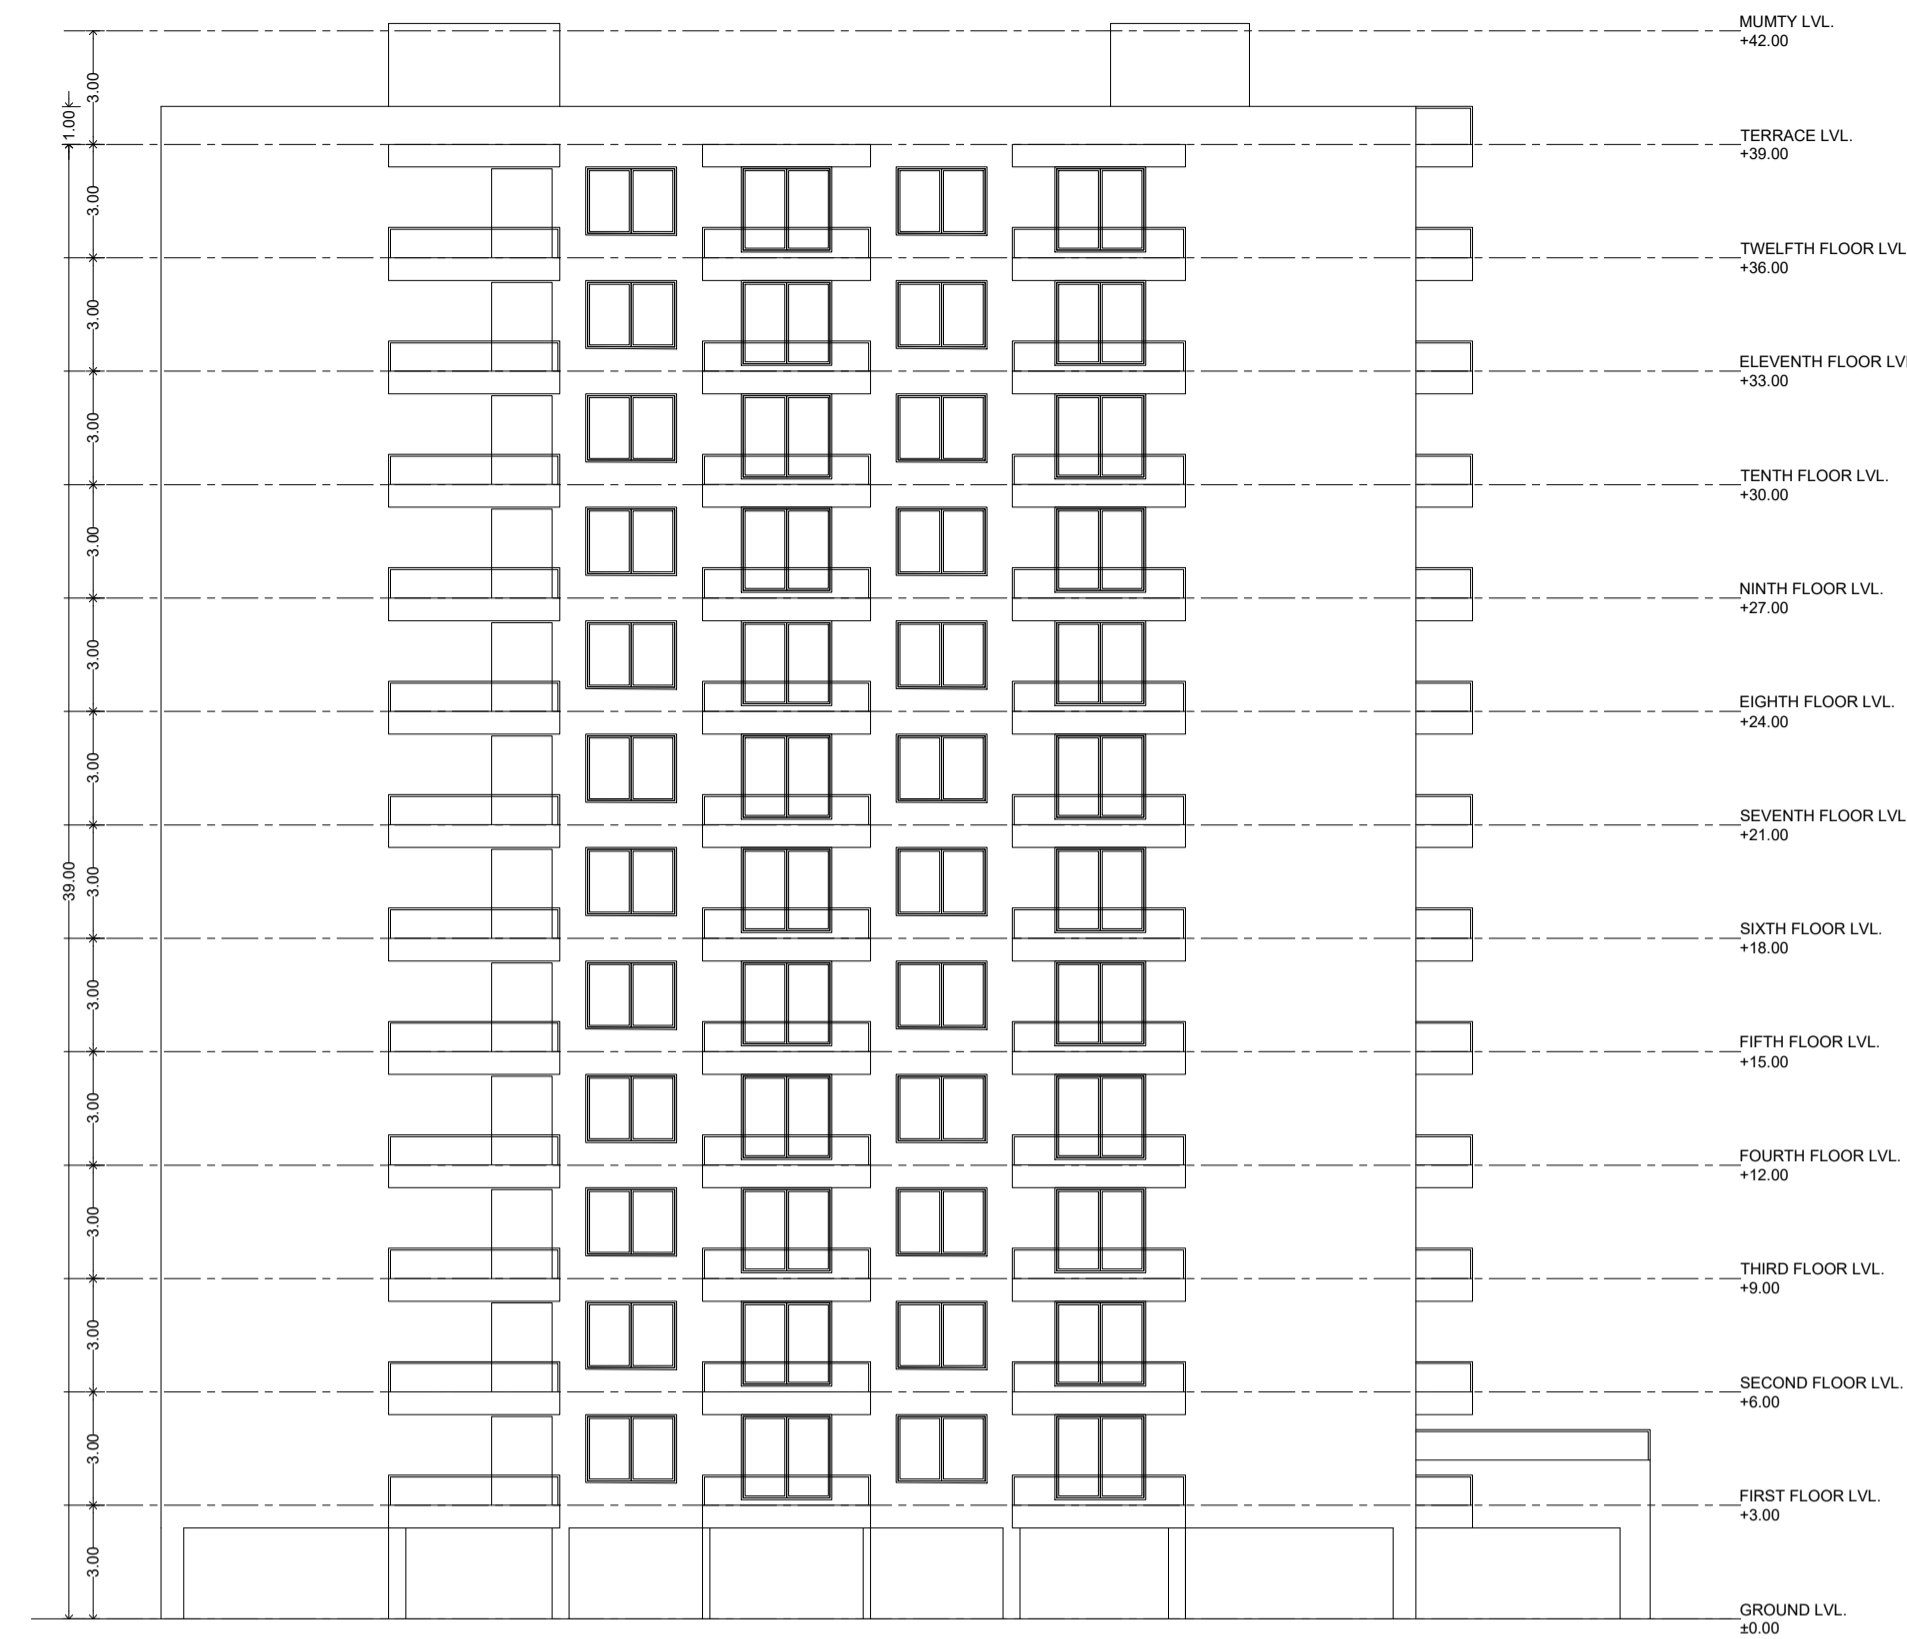 MUMTY LVL.
+42.00
3.00
1.00
TERRACE LVL.
+39.00
3.00
TWELFTH FLOOR LVL
+36.00
3.00
ELEVENTH FLOOR LV
+33.00
3.00
TENTH FLOOR LVL.
+30.00
3.00
NINTH FLOOR LVL.
+27.00
3.00
EIGHTH FLOOR LVL.
+24.00
3.00
SEVENTH FLOOR LVL
+21.00
39.00
3.00
SIXTH FLOOR LVL.
+18.00
3.00
FIFTH FLOOR LVL.
+15.00
3.00
FOURTH FLOOR LVL.
+12.00
3.00
THIRD FLOOR LVL.
+9.00
3.00
SECOND FLOOR LVL.
+6.00
3.00
FIRST FLOOR LVL.
+3.00
3.00
GROUND LVL.
±0.00